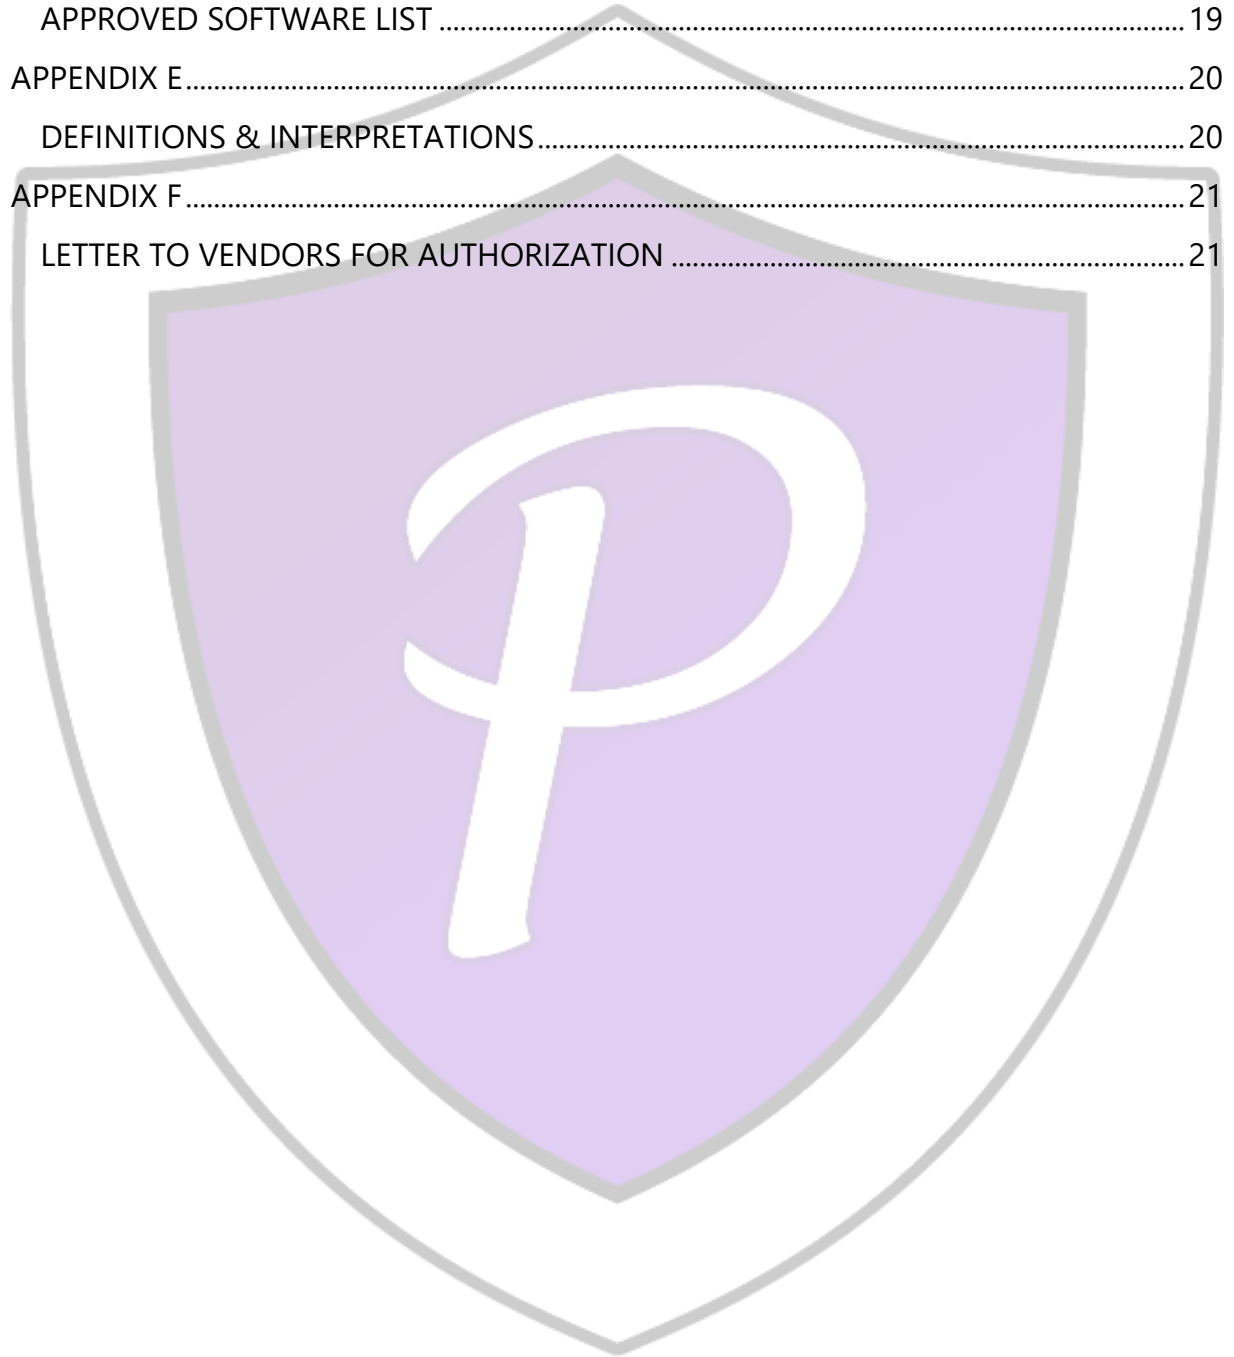 APPROVED SOFTWARE LIST ........................................................................................................ 19
APPENDIX E ........................................................................................................ 20
DEFINITIONS & INTERPRETATIONS ........................................................................................................ 20
APPENDIX F ........................................................................................................ 21
LETTER TO VENDORS FOR AUTHORIZATION ........................................................................................................ 21
P